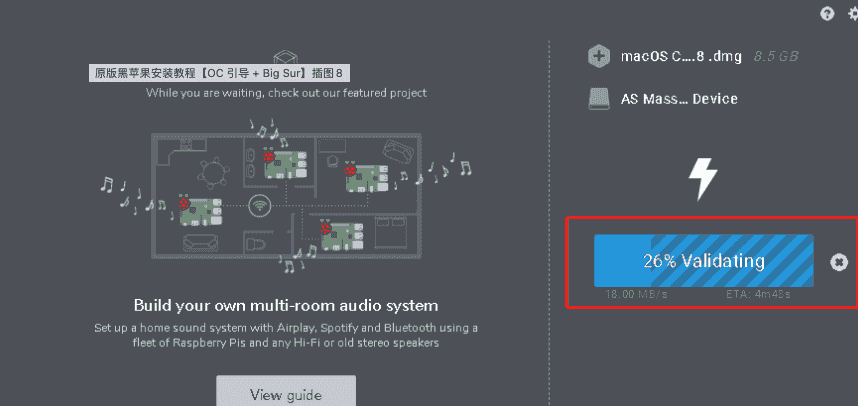 原版黑苹果安装教程【OC 引导 + Big Sur】插图8
While you are waiting, check out our featured project
Build your own multi-room audio system
Set up a home sound system with Airplay, Spotify and Bluetooth using a
fleet of Raspberry Pis and any Hi-Fi or old stereo speakers
View guide
macOS C....8 .dmg 8.5 GB
AS Mass... Device
26% Validating
18.00 MB/s ETA: 4m48s